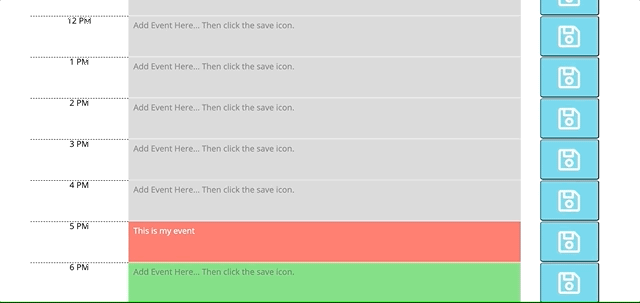 12 PM
Add Event Here... Then click the save icon.
1 PM
Add Event Here... Then click the save icon.
2 PM
Add Event Here... Then click the save icon.
3 PM
Add Event Here... Then click the save icon.
4 PM
Add Event Here... Then click the save icon.
5 PM
This is my event
6 PM
Add Event Here... Then click the save icon.